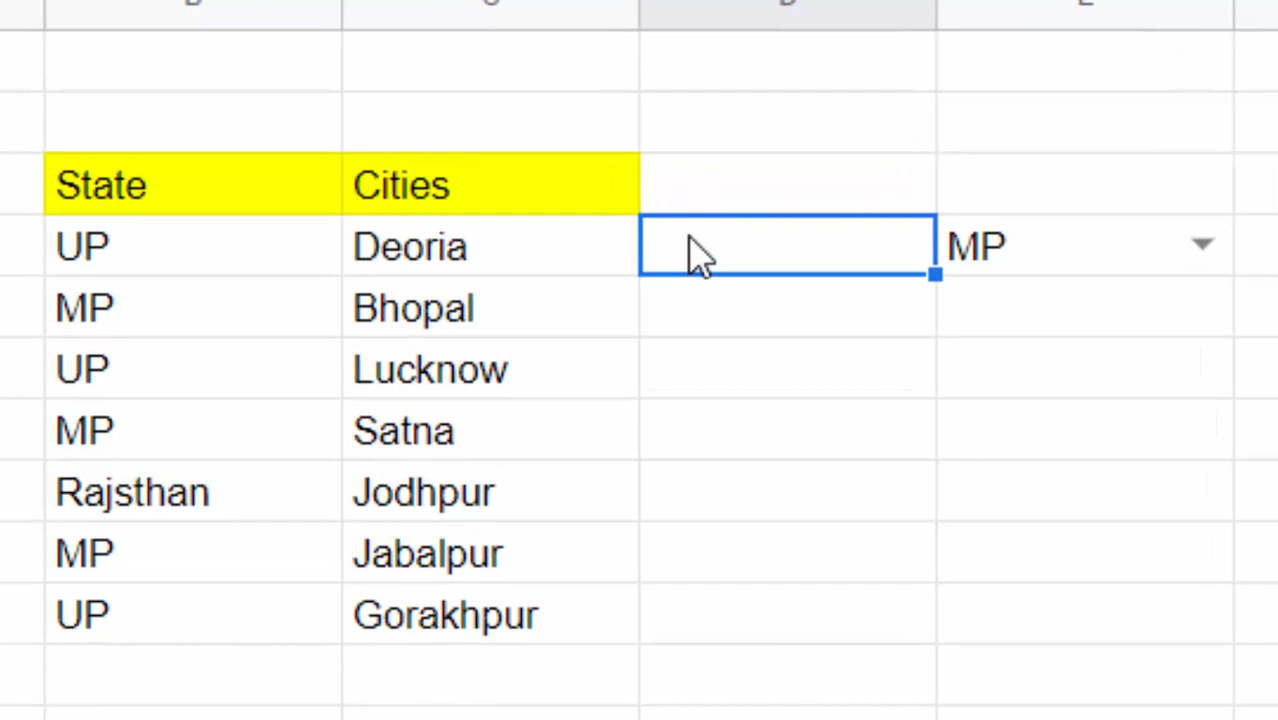 State Cities
UP Deoria MP
MP Bhopal
UP Lucknow
MP Satna
Rajsthan Jodhpur
MP Jabalpur
UP Gorakhpur